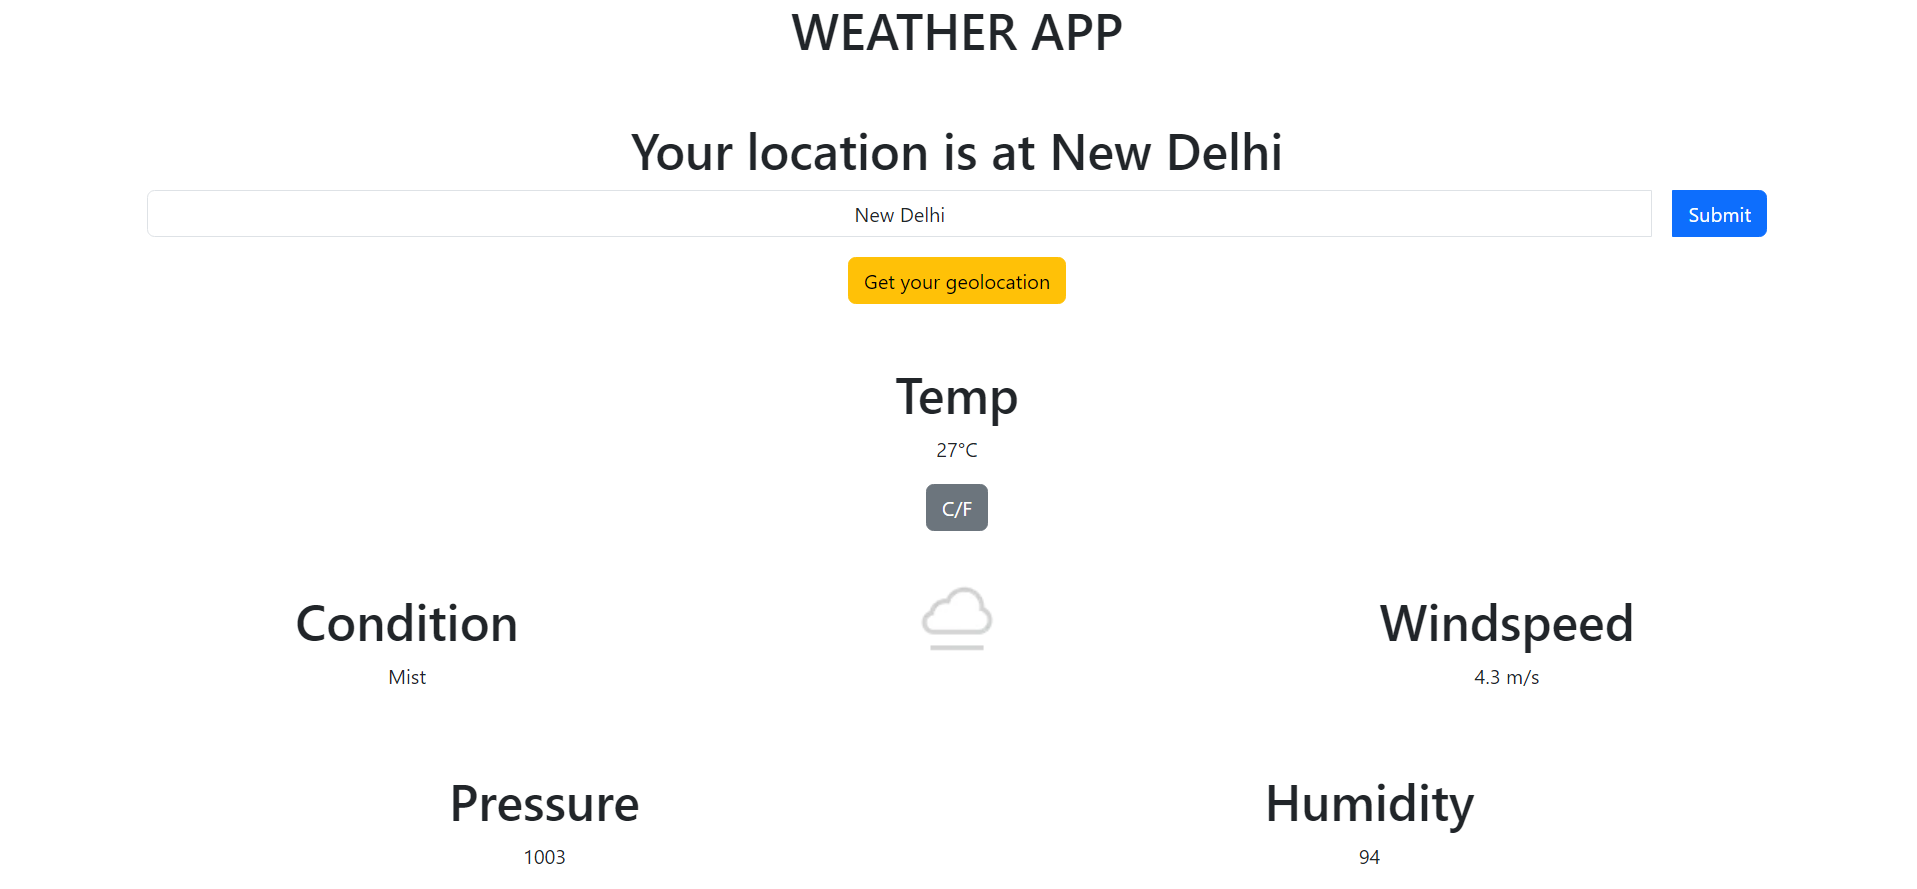 WEATHER APP
Your location is at New Delhi
New Delhi
Submit
Get your geolocation
Temp
27°C
C/F
Condition
Mist
Windspeed
4.3 m/s
Pressure
1003
Humidity
94